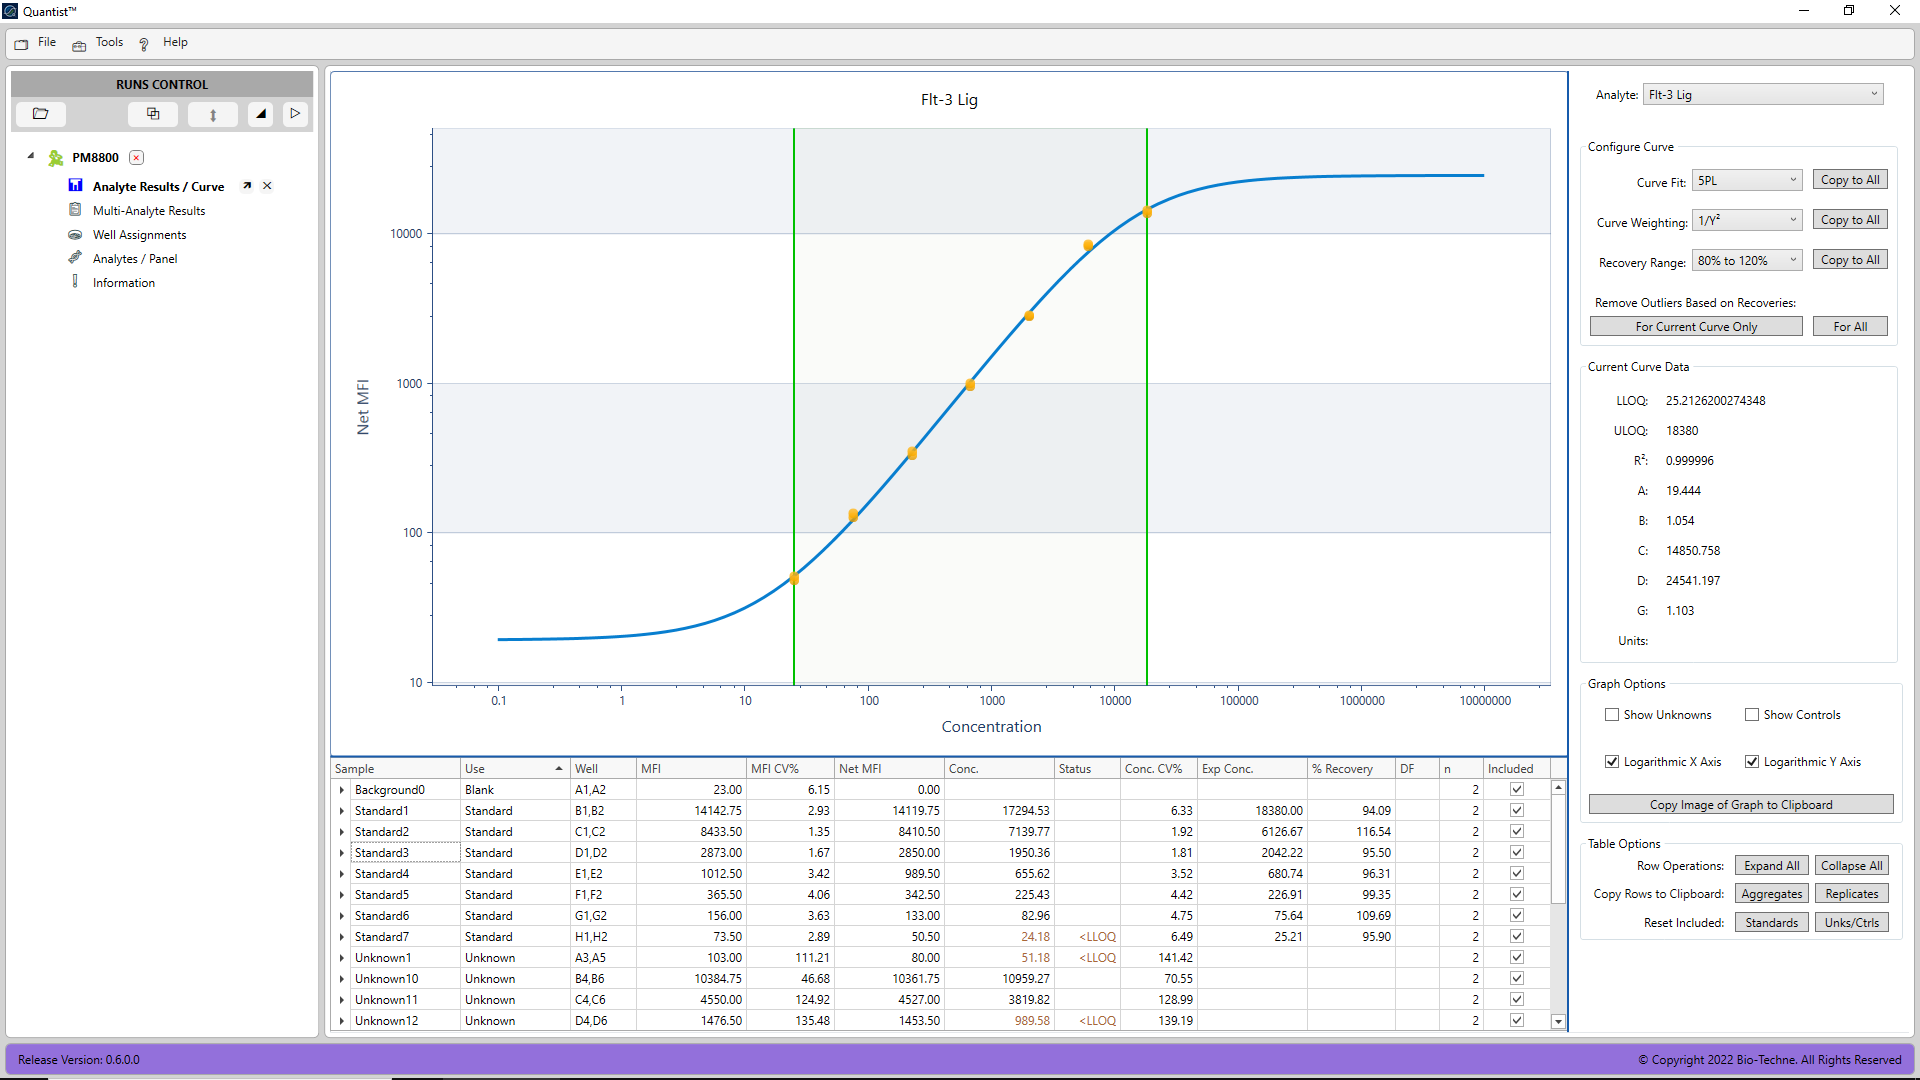 Quantist™
File Tools ? Help
RUNS CONTROL
PM8800
Analyte Results / Curve
Multi-Analyte Results
Well Assignments
Analytes / Panel
Information
Flt-3 Lig
Net MFI
10000
1000
100
10
0.1 1 10 100 1000 10000 100000 1000000 10000000
Concentration
Sample Use Well MFI MFI CV% Net MFI Conc. Status Conc. CV% Exp Conc. % Recovery DF n Included
Background0 Blank A1,A2 23.00 6.15 0.00 2
Standard1 Standard B1,B2 14142.75 2.93 14119.75 17294.53 6.33 18380.00 94.09 2
Standard2 Standard C1,C2 8433.50 1.35 8410.50 7139.77 1.92 6126.67 116.54 2
Standard3 Standard D1,D2 2873.00 1.67 2850.00 1950.36 1.81 2042.22 95.50 2
Standard4 Standard E1,E2 1012.50 3.42 989.50 655.62 3.52 680.74 96.31 2
Standard5 Standard F1,F2 365.50 4.06 342.50 225.43 4.42 226.91 99.35 2
Standard6 Standard G1,G2 156.00 3.63 133.00 82.96 4.75 75.64 109.69 2
Standard7 Standard H1,H2 73.50 2.89 50.50 24.18 <LLOQ 6.49 25.21 95.90 2
Unknown1 Unknown A3,A5 103.00 111.21 80.00 51.18 <LLOQ 141.42 2
Unknown10 Unknown B4,B6 10384.75 46.68 10361.75 10959.27 70.55 2
Unknown11 Unknown C4,C6 4550.00 124.92 4527.00 3819.82 128.99 2
Unknown12 Unknown D4,D6 1476.50 135.48 1453.50 989.58 <LLOQ 139.19 2
Analyte: Flt-3 Lig
Configure Curve
Curve Fit: 5PL Copy to All
Curve Weighting: 1/Y² Copy to All
Recovery Range: 80% to 120% Copy to All
Remove Outliers Based on Recoveries:
For Current Curve Only For All
Current Curve Data
LLOQ: 25.2126200274348
ULOQ: 18380
R²: 0.999996
A: 19.444
B: 1.054
C: 14850.758
D: 24541.197
G: 1.103
Units:
Graph Options
Show Unknowns Show Controls
Logarithmic X Axis Logarithmic Y Axis
Copy Image of Graph to Clipboard
Table Options
Row Operations: Expand All Collapse All
Copy Rows to Clipboard: Aggregates Replicates
Reset Included: Standards Unks/Ctrls
Release Version: 0.6.0.0
© Copyright 2022 Bio-Techne. All Rights Reserved